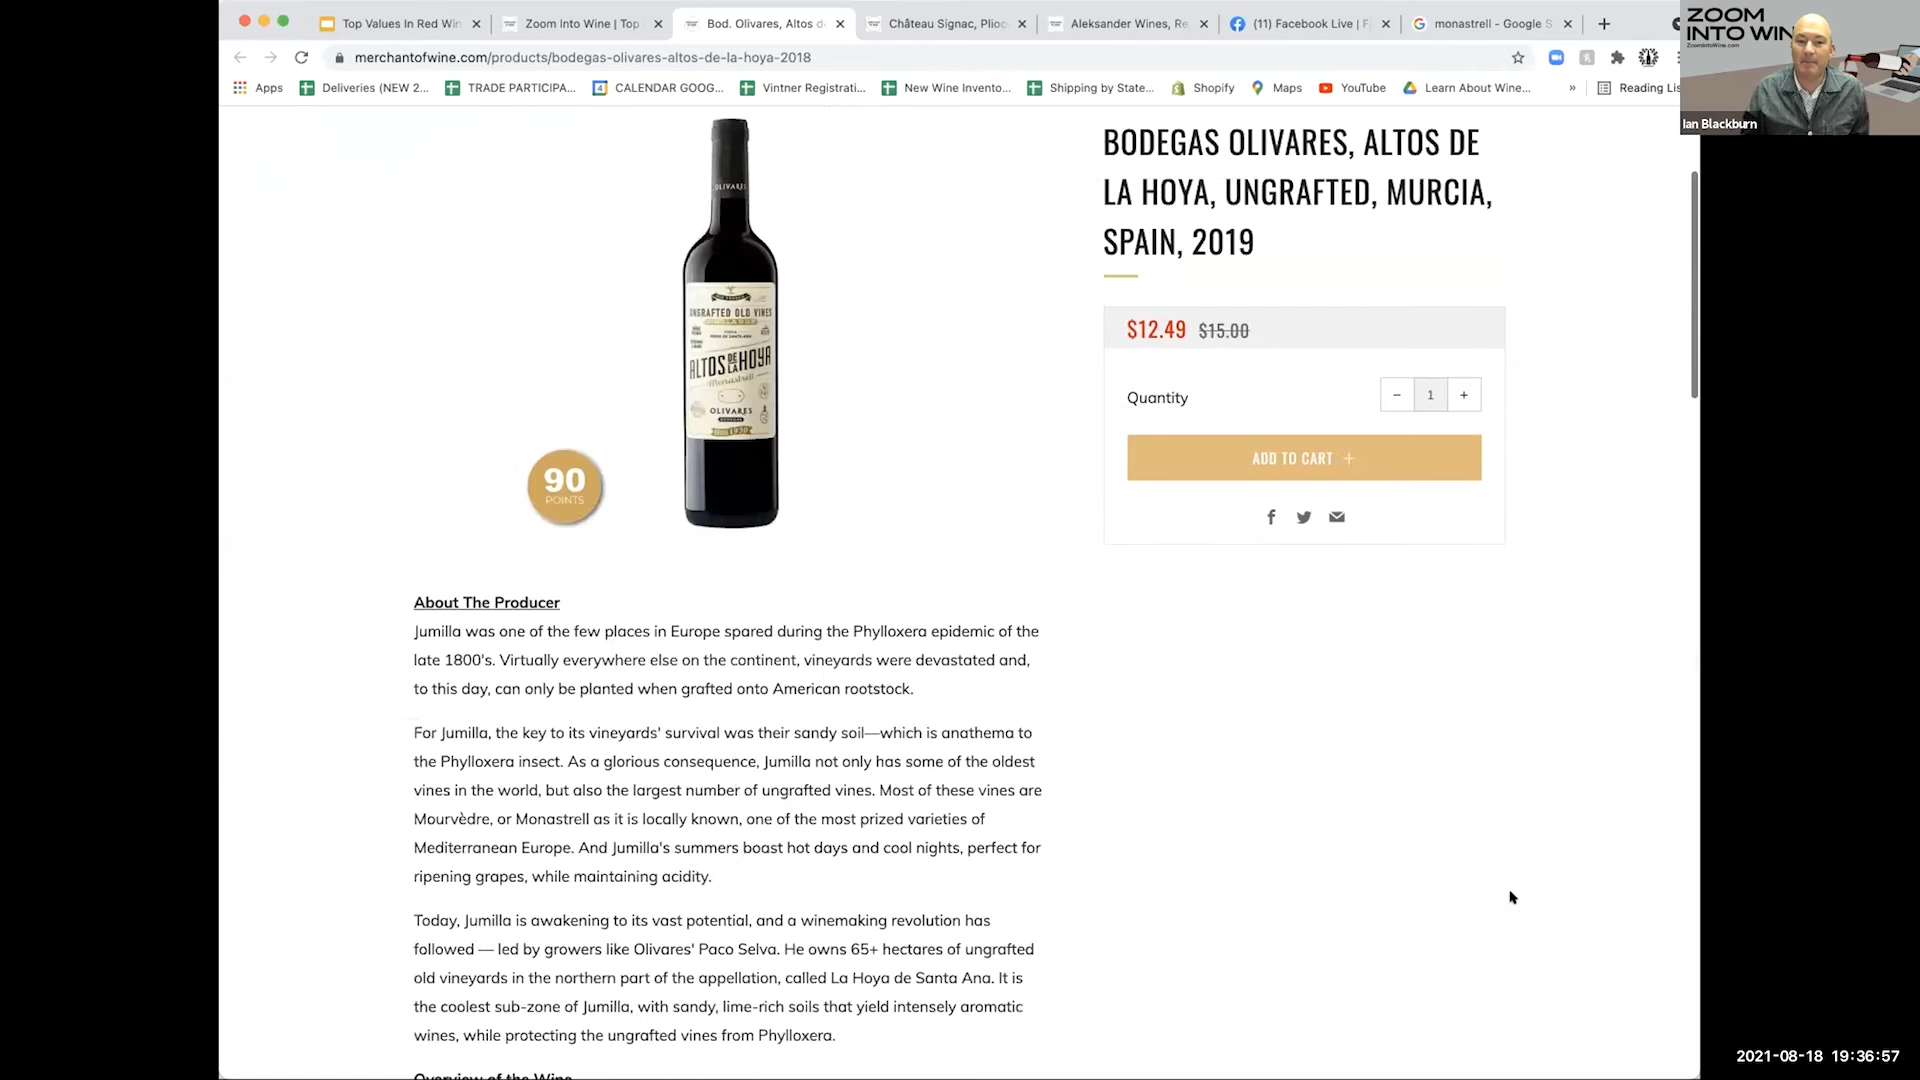 Top Values In Red Win
Zoom Into Wine | Top
Bod. Olivares, Altos d
Château Signac, Plioc
Aleksander Wines, Re
(11) Facebook Live | F
monastrell - Google S
merchantofwine.com/products/bodegas-olivares-altos-de-la-hoya-2018
Apps
Deliveries (NEW 2...
TRADE PARTICIPA...
CALENDAR GOOG...
Vintner Registrati...
New Wine Invento...
Shipping by State...
Shopify
Maps
YouTube
Learn About Wine...
»
Reading Lis
ZOOM
INTO WIN
ZoomIntoWine.com
Ian Blackburn
OLIVARES
UNGRAFTED OLD VINES
ALTOS DE LA HOYA
Monastrell
OLIVARES
BODEGAS
1930
90
POINTS
BODEGAS OLIVARES, ALTOS DE
LA HOYA, UNGRAFTED, MURCIA,
SPAIN, 2019
$12.49 $15.00
Quantity
− 1 +
ADD TO CART +
About The Producer
Jumilla was one of the few places in Europe spared during the Phylloxera epidemic of the
late 1800's. Virtually everywhere else on the continent, vineyards were devastated and,
to this day, can only be planted when grafted onto American rootstock.
For Jumilla, the key to its vineyards' survival was their sandy soil—which is anathema to
the Phylloxera insect. As a glorious consequence, Jumilla not only has some of the oldest
vines in the world, but also the largest number of ungrafted vines. Most of these vines are
Mourvèdre, or Monastrell as it is locally known, one of the most prized varieties of
Mediterranean Europe. And Jumilla's summers boast hot days and cool nights, perfect for
ripening grapes, while maintaining acidity.
Today, Jumilla is awakening to its vast potential, and a winemaking revolution has
followed — led by growers like Olivares' Paco Selva. He owns 65+ hectares of ungrafted
old vineyards in the northern part of the appellation, called La Hoya de Santa Ana. It is
the coolest sub-zone of Jumilla, with sandy, lime-rich soils that yield intensely aromatic
wines, while protecting the ungrafted vines from Phylloxera.
Overview of the Wine
2021-08-18 19:36:57